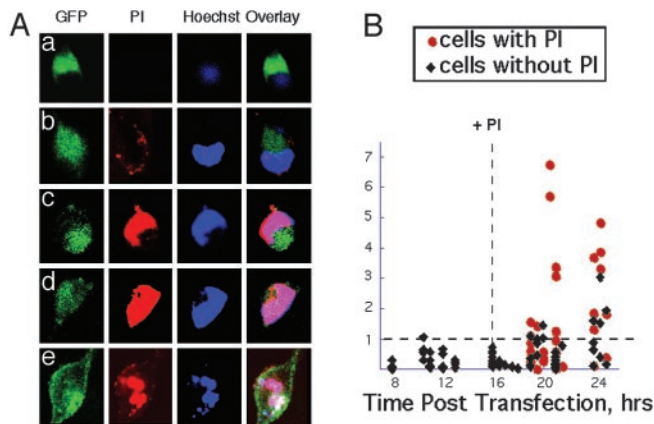 A
GFP PI Hoechst Overlay
a
b
c
d
e
B
cells with PI
cells without PI
+ PI
7
6
5
4
3
2
1
8 12 16 20 24
Time Post Transfection, hrs